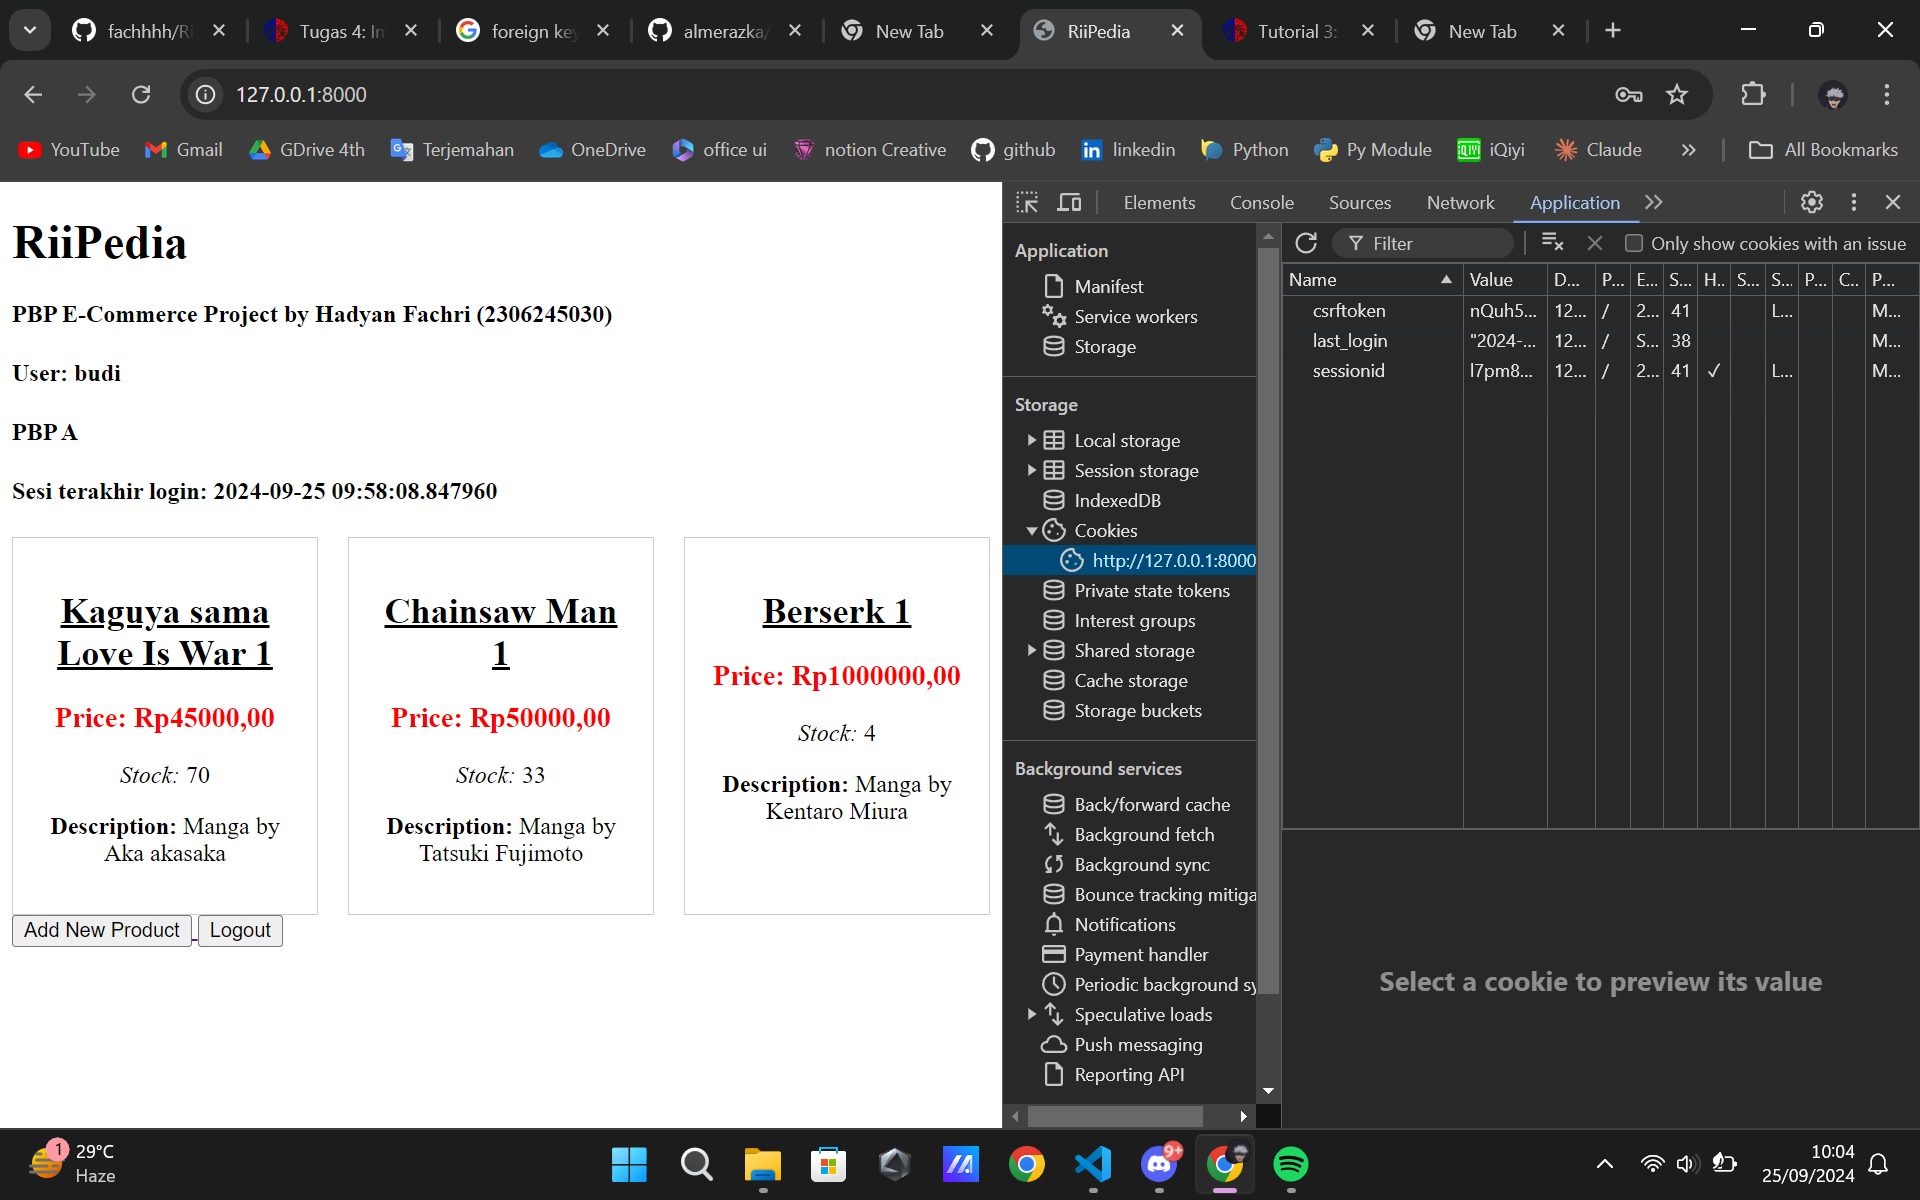 fachhhh/Ri
Tugas 4: Im
foreign key
almerazka/
New Tab
RiiPedia
Tutorial 3:
New Tab
127.0.0.1:8000
YouTube
Gmail
GDrive 4th
Terjemahan
OneDrive
office ui
notion Creative
github
linkedin
Python
Py Module
iQiyi
Claude
All Bookmarks
RiiPedia
PBP E-Commerce Project by Hadyan Fachri (2306245030)
User: budi
PBP A
Sesi terakhir login: 2024-09-25 09:58:08.847960
Kaguya sama
Love Is War 1
Price: Rp45000,00
Stock: 70
Description: Manga by
Aka akasaka
Chainsaw Man
1
Price: Rp50000,00
Stock: 33
Description: Manga by
Tatsuki Fujimoto
Berserk 1
Price: Rp1000000,00
Stock: 4
Description: Manga by
Kentaro Miura
Add New Product
Logout
Elements
Console
Sources
Network
Application
Application
Manifest
Service workers
Storage
Storage
Local storage
Session storage
IndexedDB
Cookies
http://127.0.0.1:8000
Private state tokens
Interest groups
Shared storage
Cache storage
Storage buckets
Background services
Back/forward cache
Background fetch
Background sync
Bounce tracking mitiga
Notifications
Payment handler
Periodic background sy
Speculative loads
Push messaging
Reporting API
Filter
Only show cookies with an issue
Name Value D... P... E... S... H.. S... S... P... C.. P...
csrftoken nQuh5... 12... / 2... 41 L... M...
last_login "2024-... 12... / S... 38 M...
sessionid l7pm8... 12... / 2... 41 ✓ L... M...
Select a cookie to preview its value
1
29°C
Haze
9+
10:04
25/09/2024